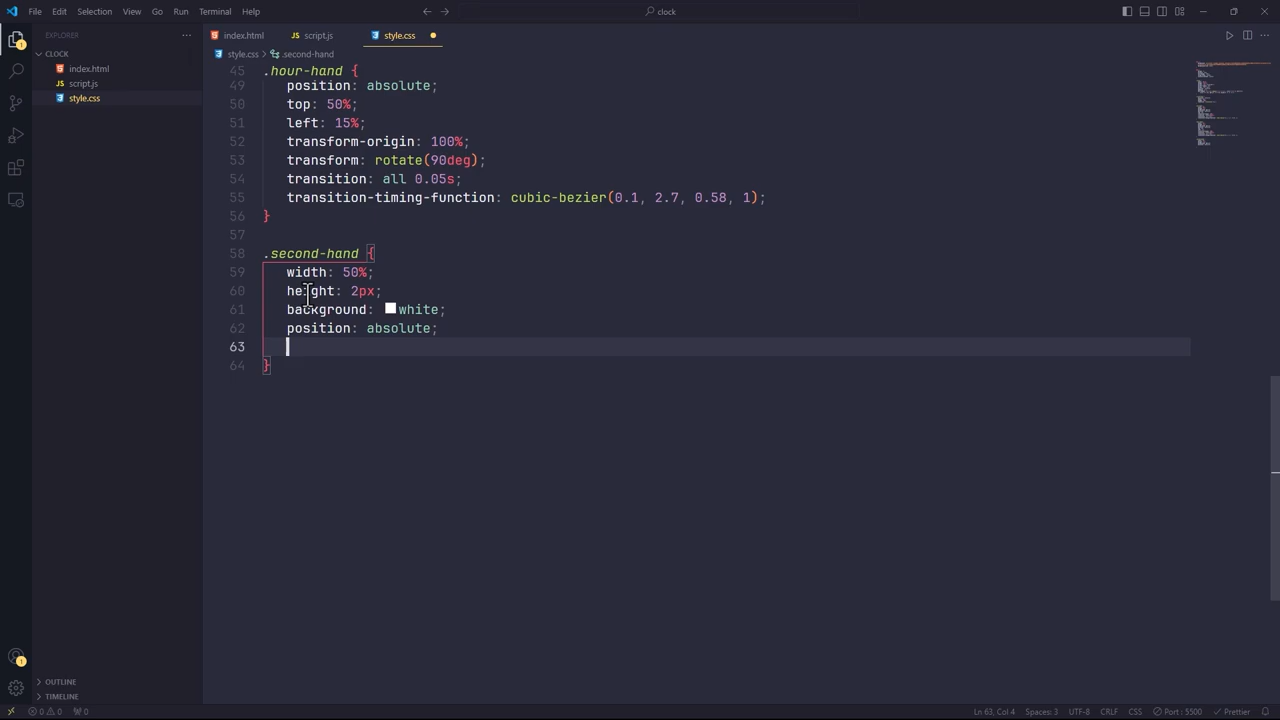 File Edit Selection View Go Run Terminal Help
clock
EXPLORER
index.html
script.js
style.css
CLOCK
style.css > .second-hand
index.html
script.js
style.css
45 .hour-hand {
49 position: absolute;
50 top: 50%;
51 left: 15%;
52 transform-origin: 100%;
53 transform: rotate(90deg);
54 transition: all 0.05s;
55 transition-timing-function: cubic-bezier(0.1, 2.7, 0.58, 1);
56 }
57
58 .second-hand {
59 width: 50%;
60 height: 2px;
61 background: white;
62 position: absolute;
63
64 }
OUTLINE
TIMELINE
0 0 0
Ln 63, Col 4 Spaces: 3 UTF-8 CRLF CSS Port : 5500 Prettier